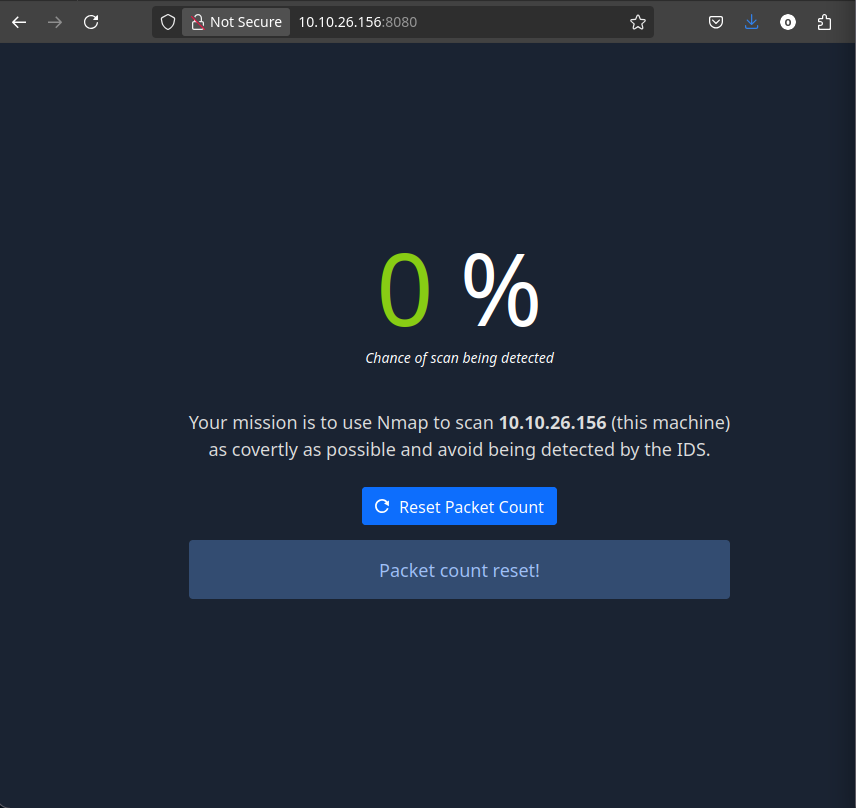 Not Secure 10.10.26.156:8080
0 %
Chance of scan being detected
Your mission is to use Nmap to scan 10.10.26.156 (this machine)
as covertly as possible and avoid being detected by the IDS.
Reset Packet Count
Packet count reset!